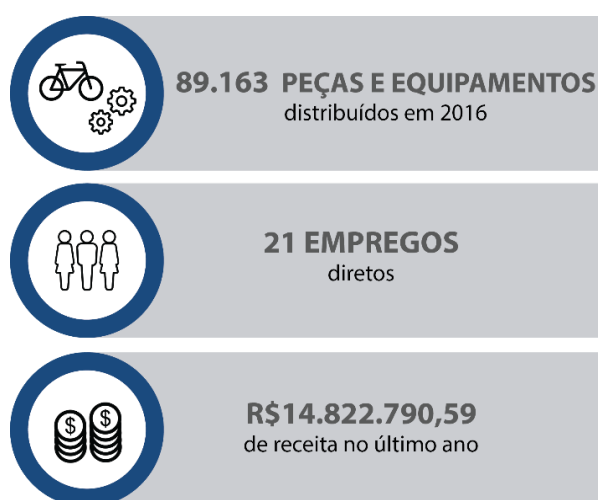 89.163 PEÇAS E EQUIPAMENTOS
distribuídos em 2016
21 EMPREGOS
diretos
$ $
R$14.822.790,59
de receita no último ano